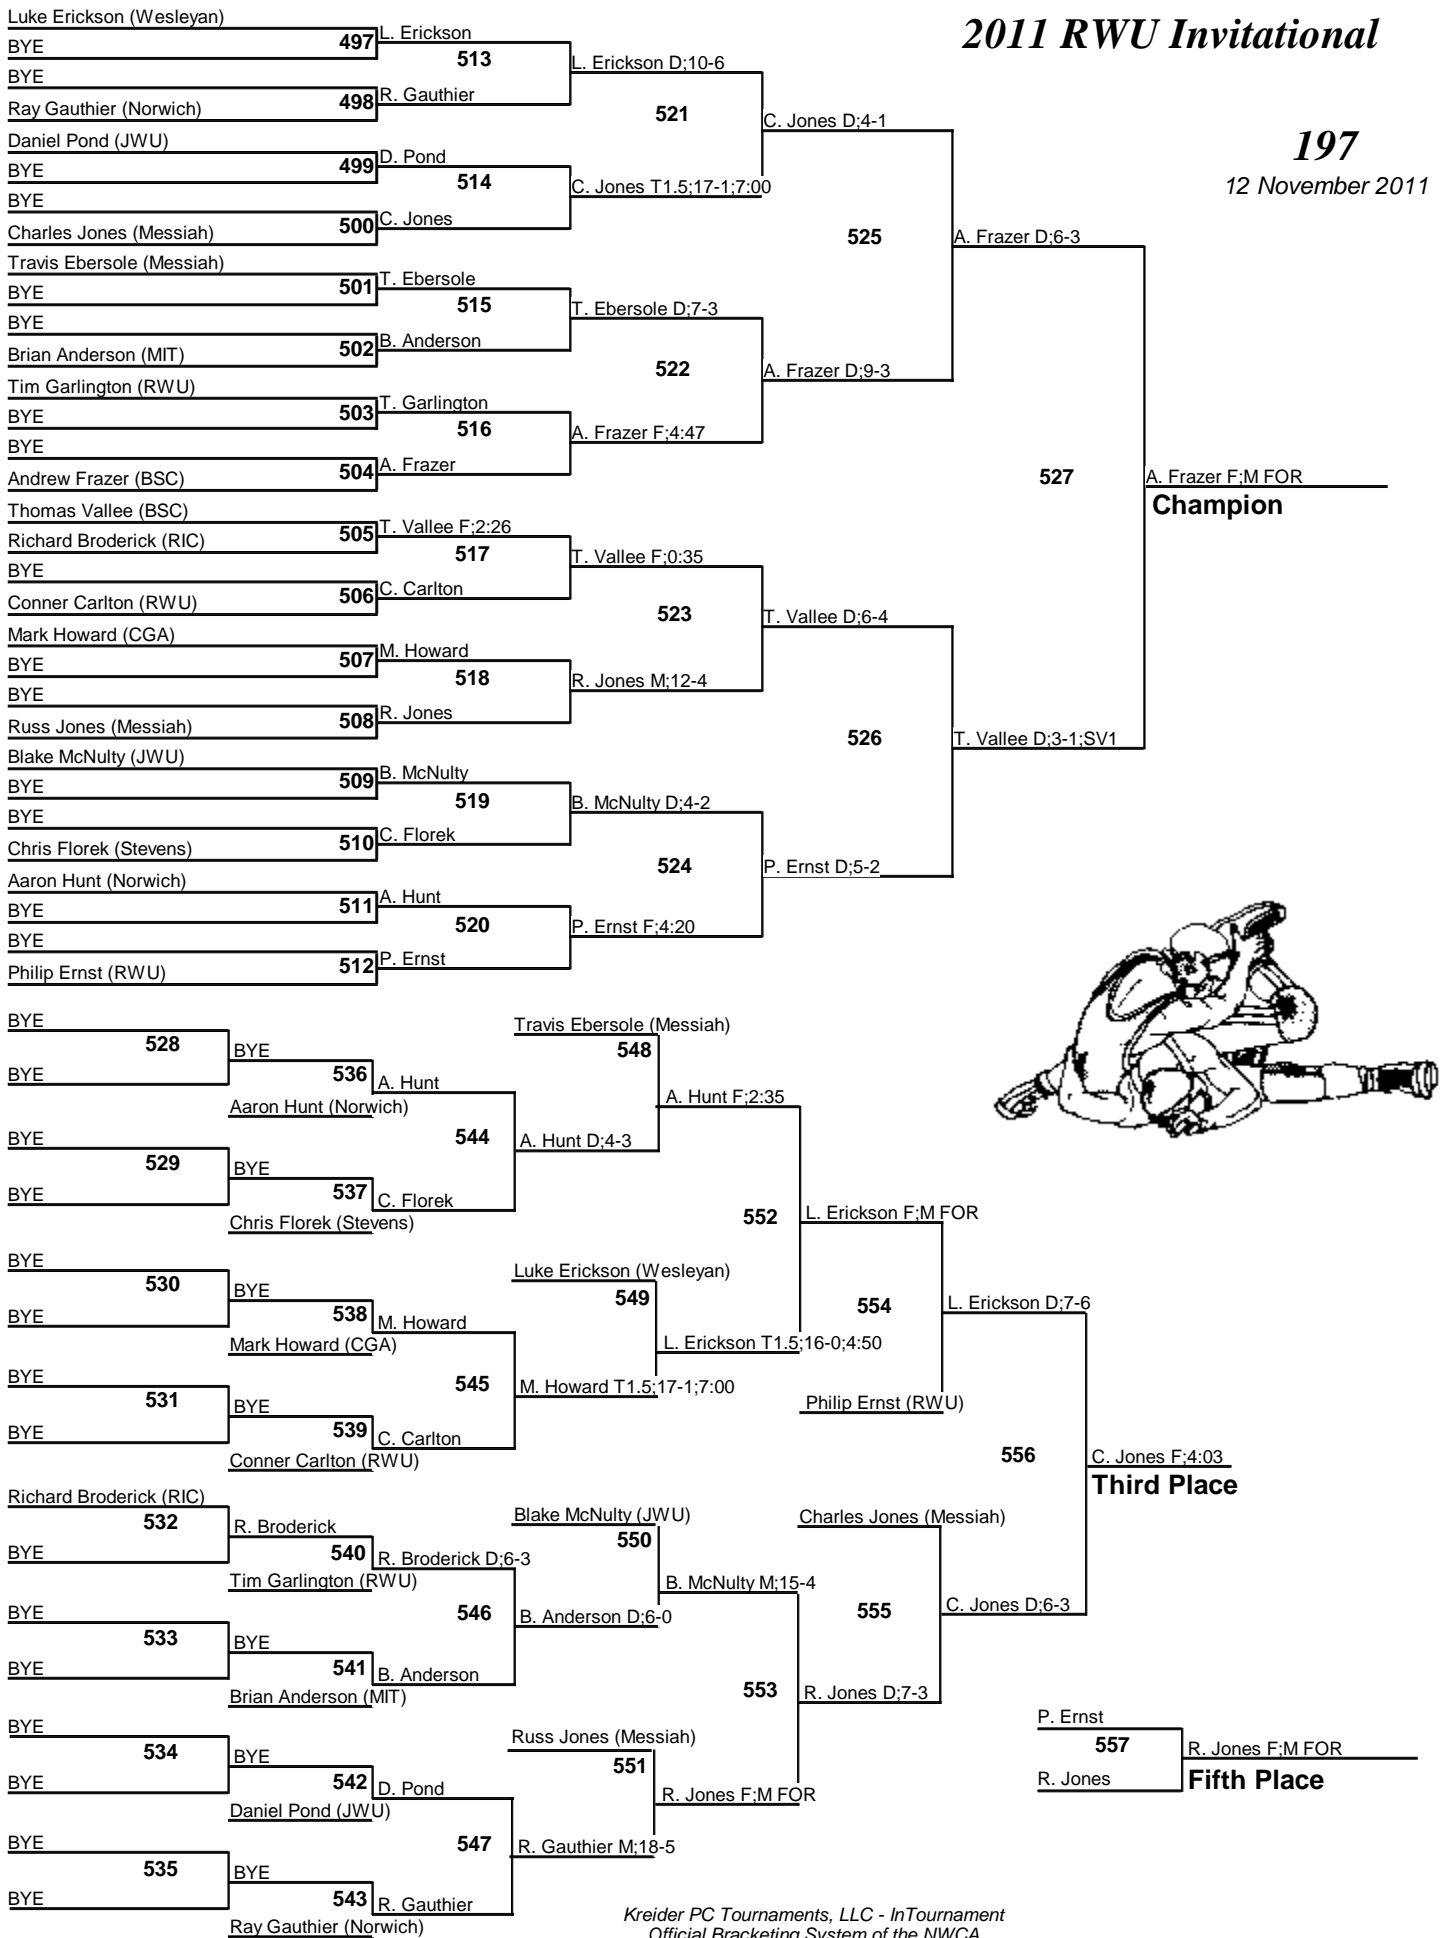 2011 RWU Invitational
197
12 November 2011
Luke Erickson (Wesleyan)
BYE
497
L. Erickson
513
BYE
Ray Gauthier (Norwich)
498
R. Gauthier
L. Erickson D;10-6
521
Daniel Pond (JWU)
BYE
499
D. Pond
514
BYE
Charles Jones (Messiah)
500
C. Jones
C. Jones T1.5;17-1;7:00
C. Jones D;4-1
525
Travis Ebersole (Messiah)
BYE
501
T. Ebersole
515
BYE
Brian Anderson (MIT)
502
B. Anderson
T. Ebersole D;7-3
522
Tim Garlington (RWU)
BYE
503
T. Garlington
516
BYE
Andrew Frazer (BSC)
504
A. Frazer
A. Frazer F;4:47
A. Frazer D;9-3
A. Frazer D;6-3
527
A. Frazer F;M FOR
Champion
Thomas Vallee (BSC)
Richard Broderick (RIC)
505
T. Vallee F;2:26
517
BYE
Conner Carlton (RWU)
506
C. Carlton
T. Vallee F;0:35
523
Mark Howard (CGA)
BYE
507
M. Howard
518
BYE
Russ Jones (Messiah)
508
R. Jones
R. Jones M;12-4
T. Vallee D;6-4
526
T. Vallee D;3-1;SV1
Blake McNulty (JWU)
BYE
509
B. McNulty
519
BYE
Chris Florek (Stevens)
510
C. Florek
B. McNulty D;4-2
524
Aaron Hunt (Norwich)
BYE
511
A. Hunt
520
BYE
Philip Ernst (RWU)
512
P. Ernst
P. Ernst F;4:20
P. Ernst D;5-2
BYE
528
BYE
BYE
536
Aaron Hunt (Norwich)
A. Hunt
544
BYE
529
BYE
BYE
537
Chris Florek (Stevens)
C. Florek
A. Hunt D;4-3
Travis Ebersole (Messiah)
548
A. Hunt F;2:35
552
BYE
530
BYE
BYE
538
Mark Howard (CGA)
M. Howard
545
BYE
531
BYE
BYE
539
Conner Carlton (RWU)
C. Carlton
M. Howard T1.5;17-1;7:00
Luke Erickson (Wesleyan)
549
L. Erickson T1.5;16-0;4:50
L. Erickson F;M FOR
554
Philip Ernst (RWU)
L. Erickson D;7-6
556
C. Jones F;4:03
Third Place
Richard Broderick (RIC)
532
BYE
R. Broderick
540
Tim Garlington (RWU)
R. Broderick D;6-3
546
BYE
533
BYE
BYE
541
Brian Anderson (MIT)
B. Anderson
B. Anderson D;6-0
Blake McNulty (JWU)
550
B. McNulty M;15-4
553
BYE
534
BYE
BYE
542
Daniel Pond (JWU)
D. Pond
547
BYE
535
BYE
BYE
543
Ray Gauthier (Norwich)
R. Gauthier
R. Gauthier M;18-5
Russ Jones (Messiah)
551
R. Jones F;M FOR
R. Jones D;7-3
Charles Jones (Messiah)
555
C. Jones D;6-3
P. Ernst
557
R. Jones
R. Jones F;M FOR
Fifth Place
Kreider PC Tournaments, LLC - InTournament
Official Bracketing System of the NWCA